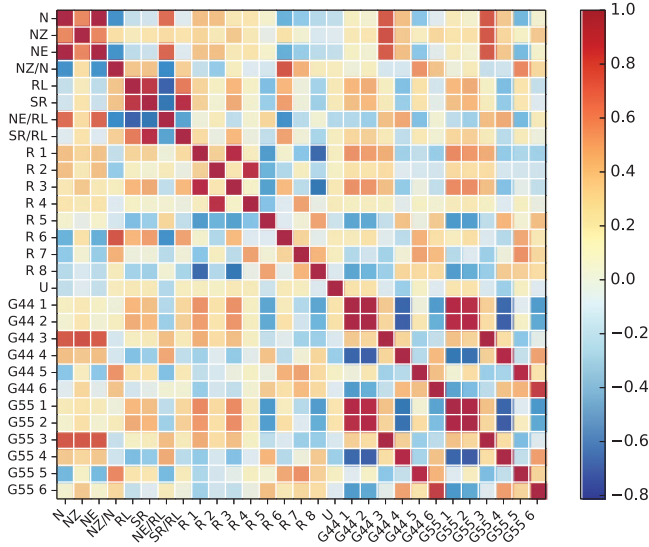 N
NZ
NE
NZ/N
RL
SR
NE/RL
SR/RL
R 1
R 2
R 3
R 4
R 5
R 6
R 7
R 8
U
G44 1
G44 2
G44 3
G44 4
G44 5
G44 6
G55 1
G55 2
G55 3
G55 4
G55 5
G55 6
N NZ NE NZ/N RL SR NE/RL SR/RL R 1 R 2 R 3 R 4 R 5 R 6 R 7 R 8 U G44 1 G44 2 G44 3 G44 4 G44 5 G44 6 G55 1 G55 2 G55 3 G55 4 G55 5 G55 6
1.0
0.8
0.6
0.4
0.2
0.0
−0.2
−0.4
−0.6
−0.8